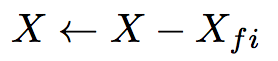 X ← X − X_{fi}